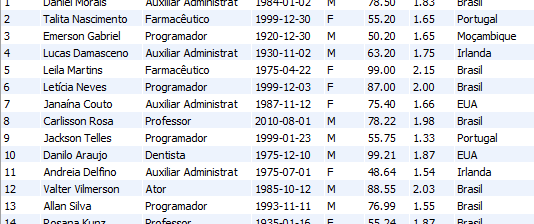 1 Daniel Morais Auxiliar Administrat 1984-01-02 M 78.50 1.83 Brasil
2 Talita Nascimento Farmacêutico 1999-12-30 F 55.20 1.65 Portugal
3 Emerson Gabriel Programador 1920-12-30 M 50.20 1.65 Moçambique
4 Lucas Damasceno Auxiliar Administrat 1930-11-02 M 63.20 1.75 Irlanda
5 Leila Martins Farmacêutico 1975-04-22 F 99.00 2.15 Brasil
6 Letícia Neves Programador 1999-12-03 F 87.00 2.00 Brasil
7 Janaína Couto Auxiliar Administrat 1987-11-12 F 75.40 1.66 EUA
8 Carlisson Rosa Professor 2010-08-01 M 78.22 1.98 Brasil
9 Jackson Telles Programador 1999-01-23 M 55.75 1.33 Portugal
10 Danilo Araujo Dentista 1975-12-10 M 99.21 1.87 EUA
11 Andreia Delfino Auxiliar Administrat 1975-07-01 F 48.64 1.54 Irlanda
12 Valter Vilmerson Ator 1985-10-12 M 88.55 2.03 Brasil
13 Allan Silva Programador 1993-11-11 M 76.99 1.55 Brasil
14 Rosana Kunz Professor 1935-01-16 F 55.24 1.87 Brasil